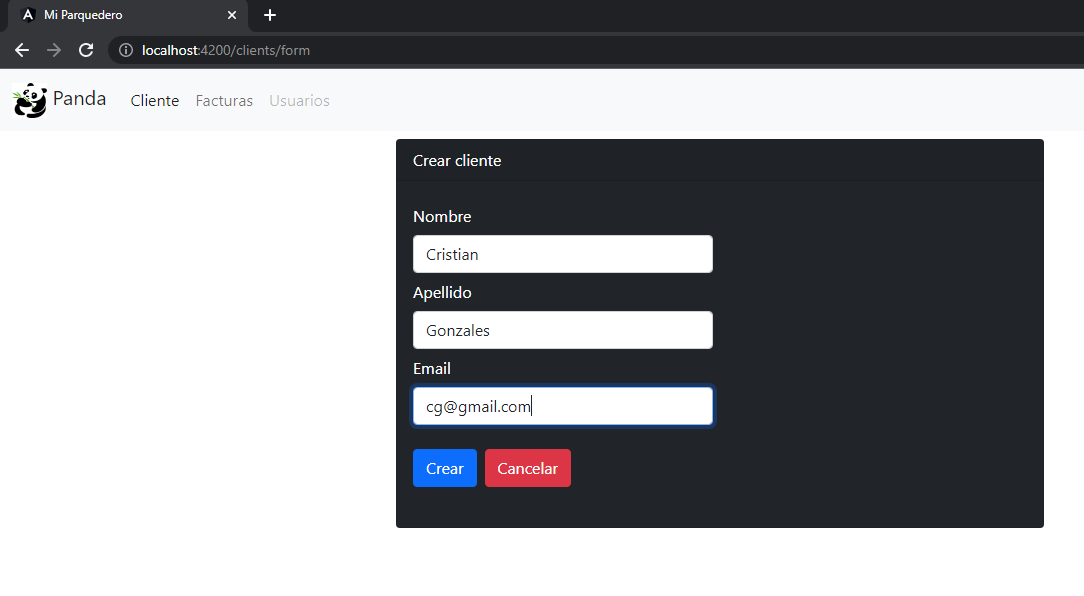 Mi Parquedero
localhost:4200/clients/form
Panda Cliente Facturas Usuarios
Crear cliente
Nombre
Cristian
Apellido
Gonzales
Email
cg@gmail.com
Crear Cancelar